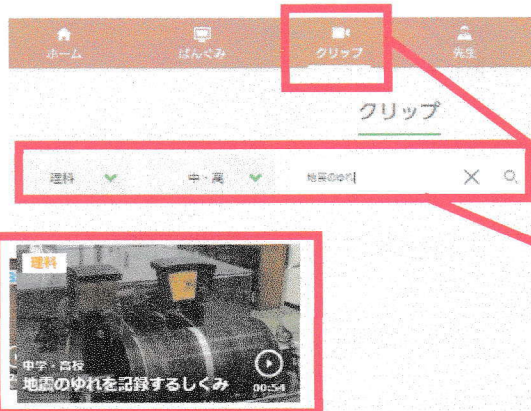 ホーム
ばんぐみ
クリップ
先生
クリップ
理科
中・高
地震のゆれ
理科
中学・高校
地震のゆれを記録するしくみ
00:54